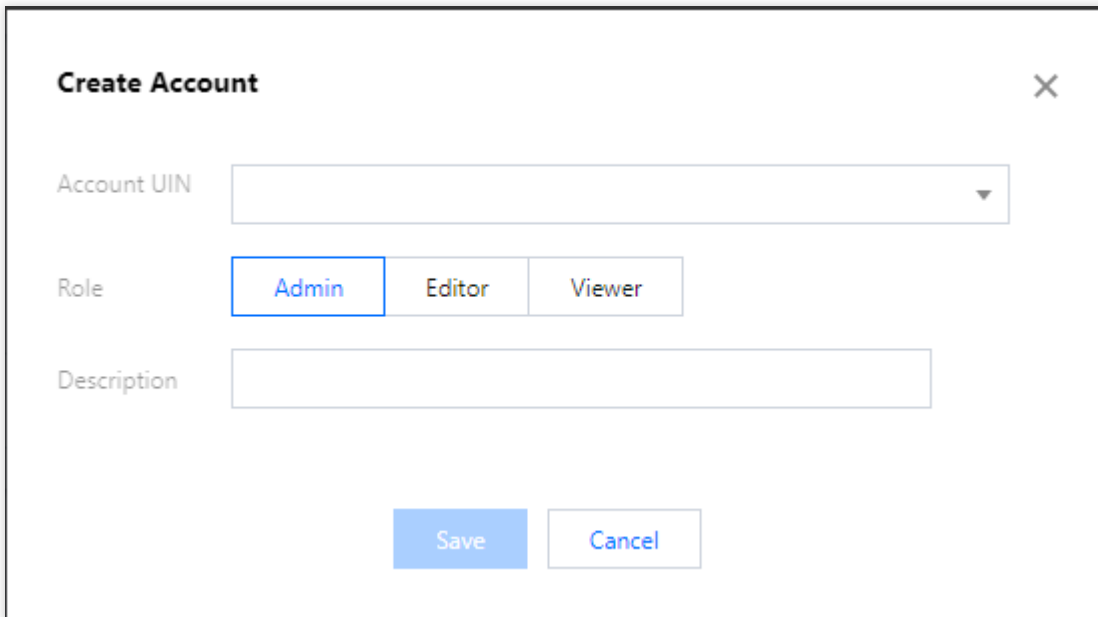 Create Account
Account UIN
Role Admin Editor Viewer
Description
Save Cancel